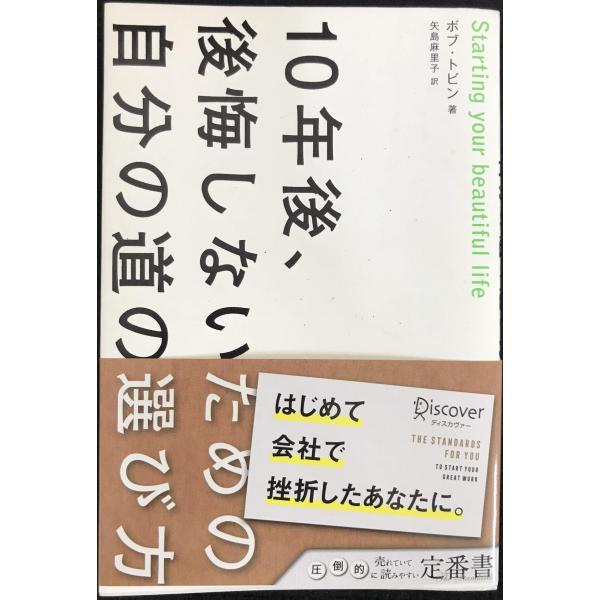 Starting your beautiful life
ボブ・トビン 著
矢島麻里子 訳
10年後、
後悔しないための
自分の道の選び方
はじめて
会社で
挫折したあなたに。
Discover
ディスカヴァー
THE STANDARDS
FOR YOU
TO START YOUR
GREAT WORK
圧倒的に
売れていて
読みやすい
定番書